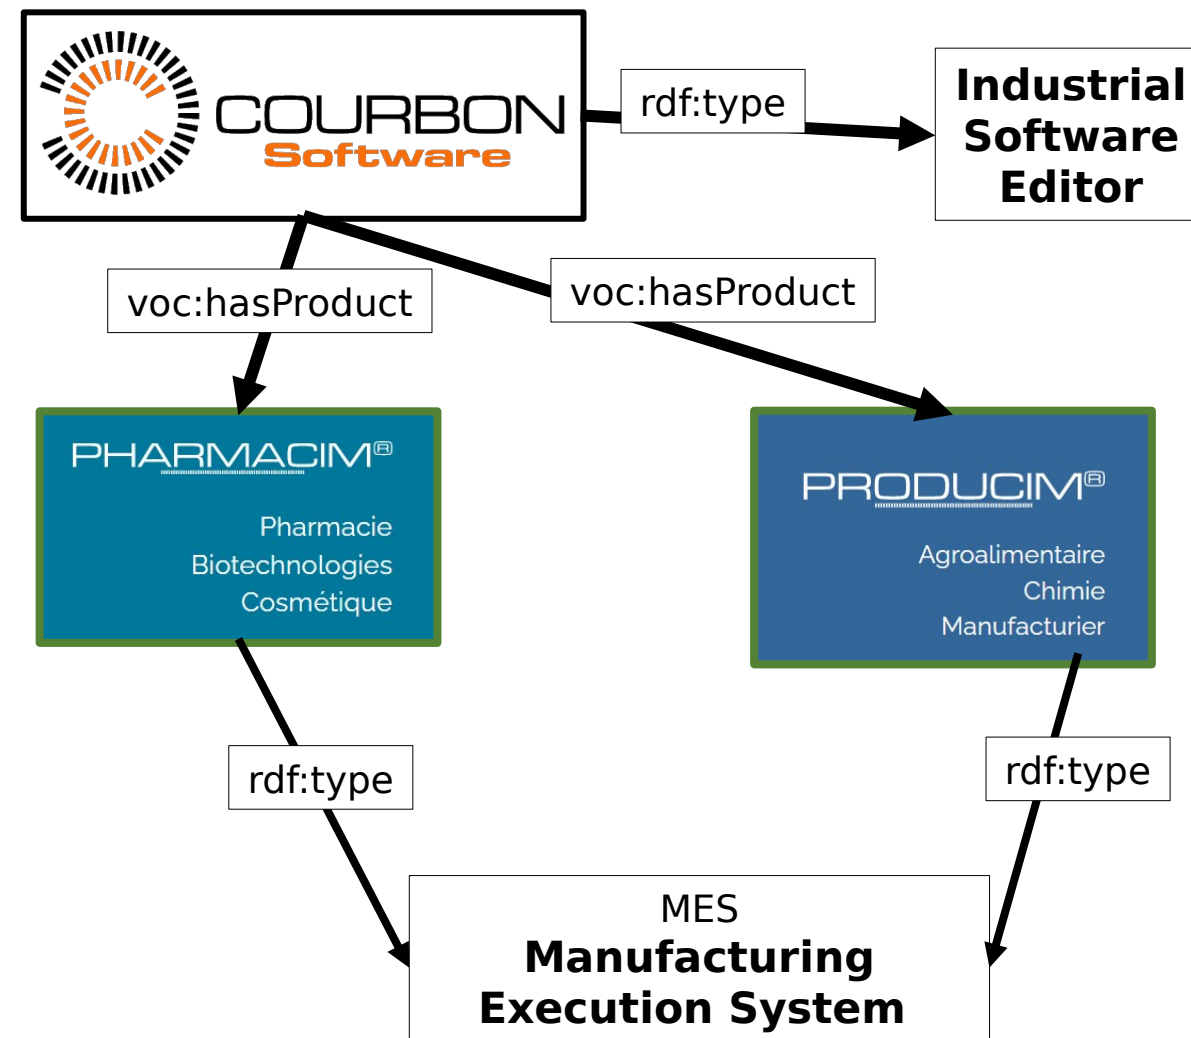 COURBON
Software
rdf:type
Industrial
Software
Editor
voc:hasProduct
voc:hasProduct
PHARMACIM®
Pharmacie
Biotechnologies
Cosmétique
PRODUCIM®
Agroalimentaire
Chimie
Manufacturier
rdf:type
rdf:type
MES
Manufacturing
Execution System